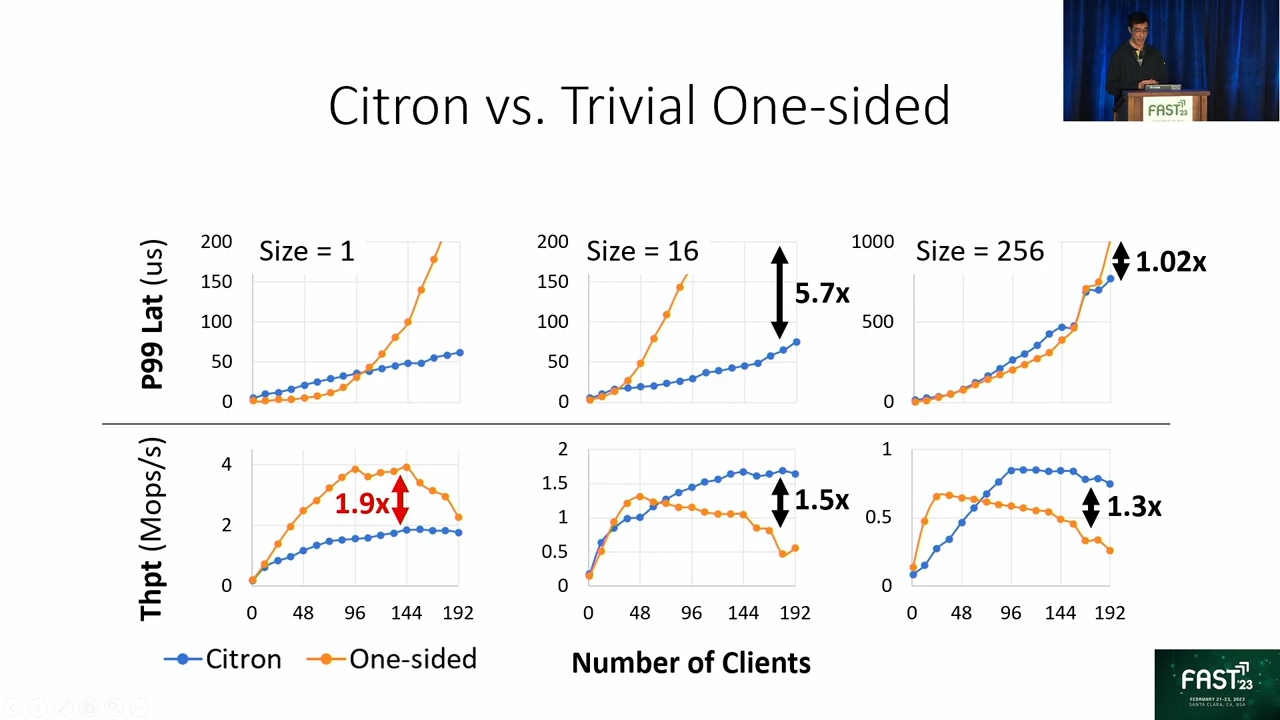 Citron vs. Trivial One-sided
FAST'23
P99 Lat (us)
200
150
100
50
0
Size = 1
200
150
100
50
0
Size = 16
5.7x
1000
500
0
Size = 256
1.02x
Thpt (Mops/s)
4
2
0
1.9x
0 48 96 144 192
2
1.5
1
0.5
0
1.5x
0 48 96 144 192
1
0.5
0
1.3x
0 48 96 144 192
Citron One-sided
Number of Clients
FAST'23
FEBRUARY 21–23, 2023
SANTA CLARA, CA, USA